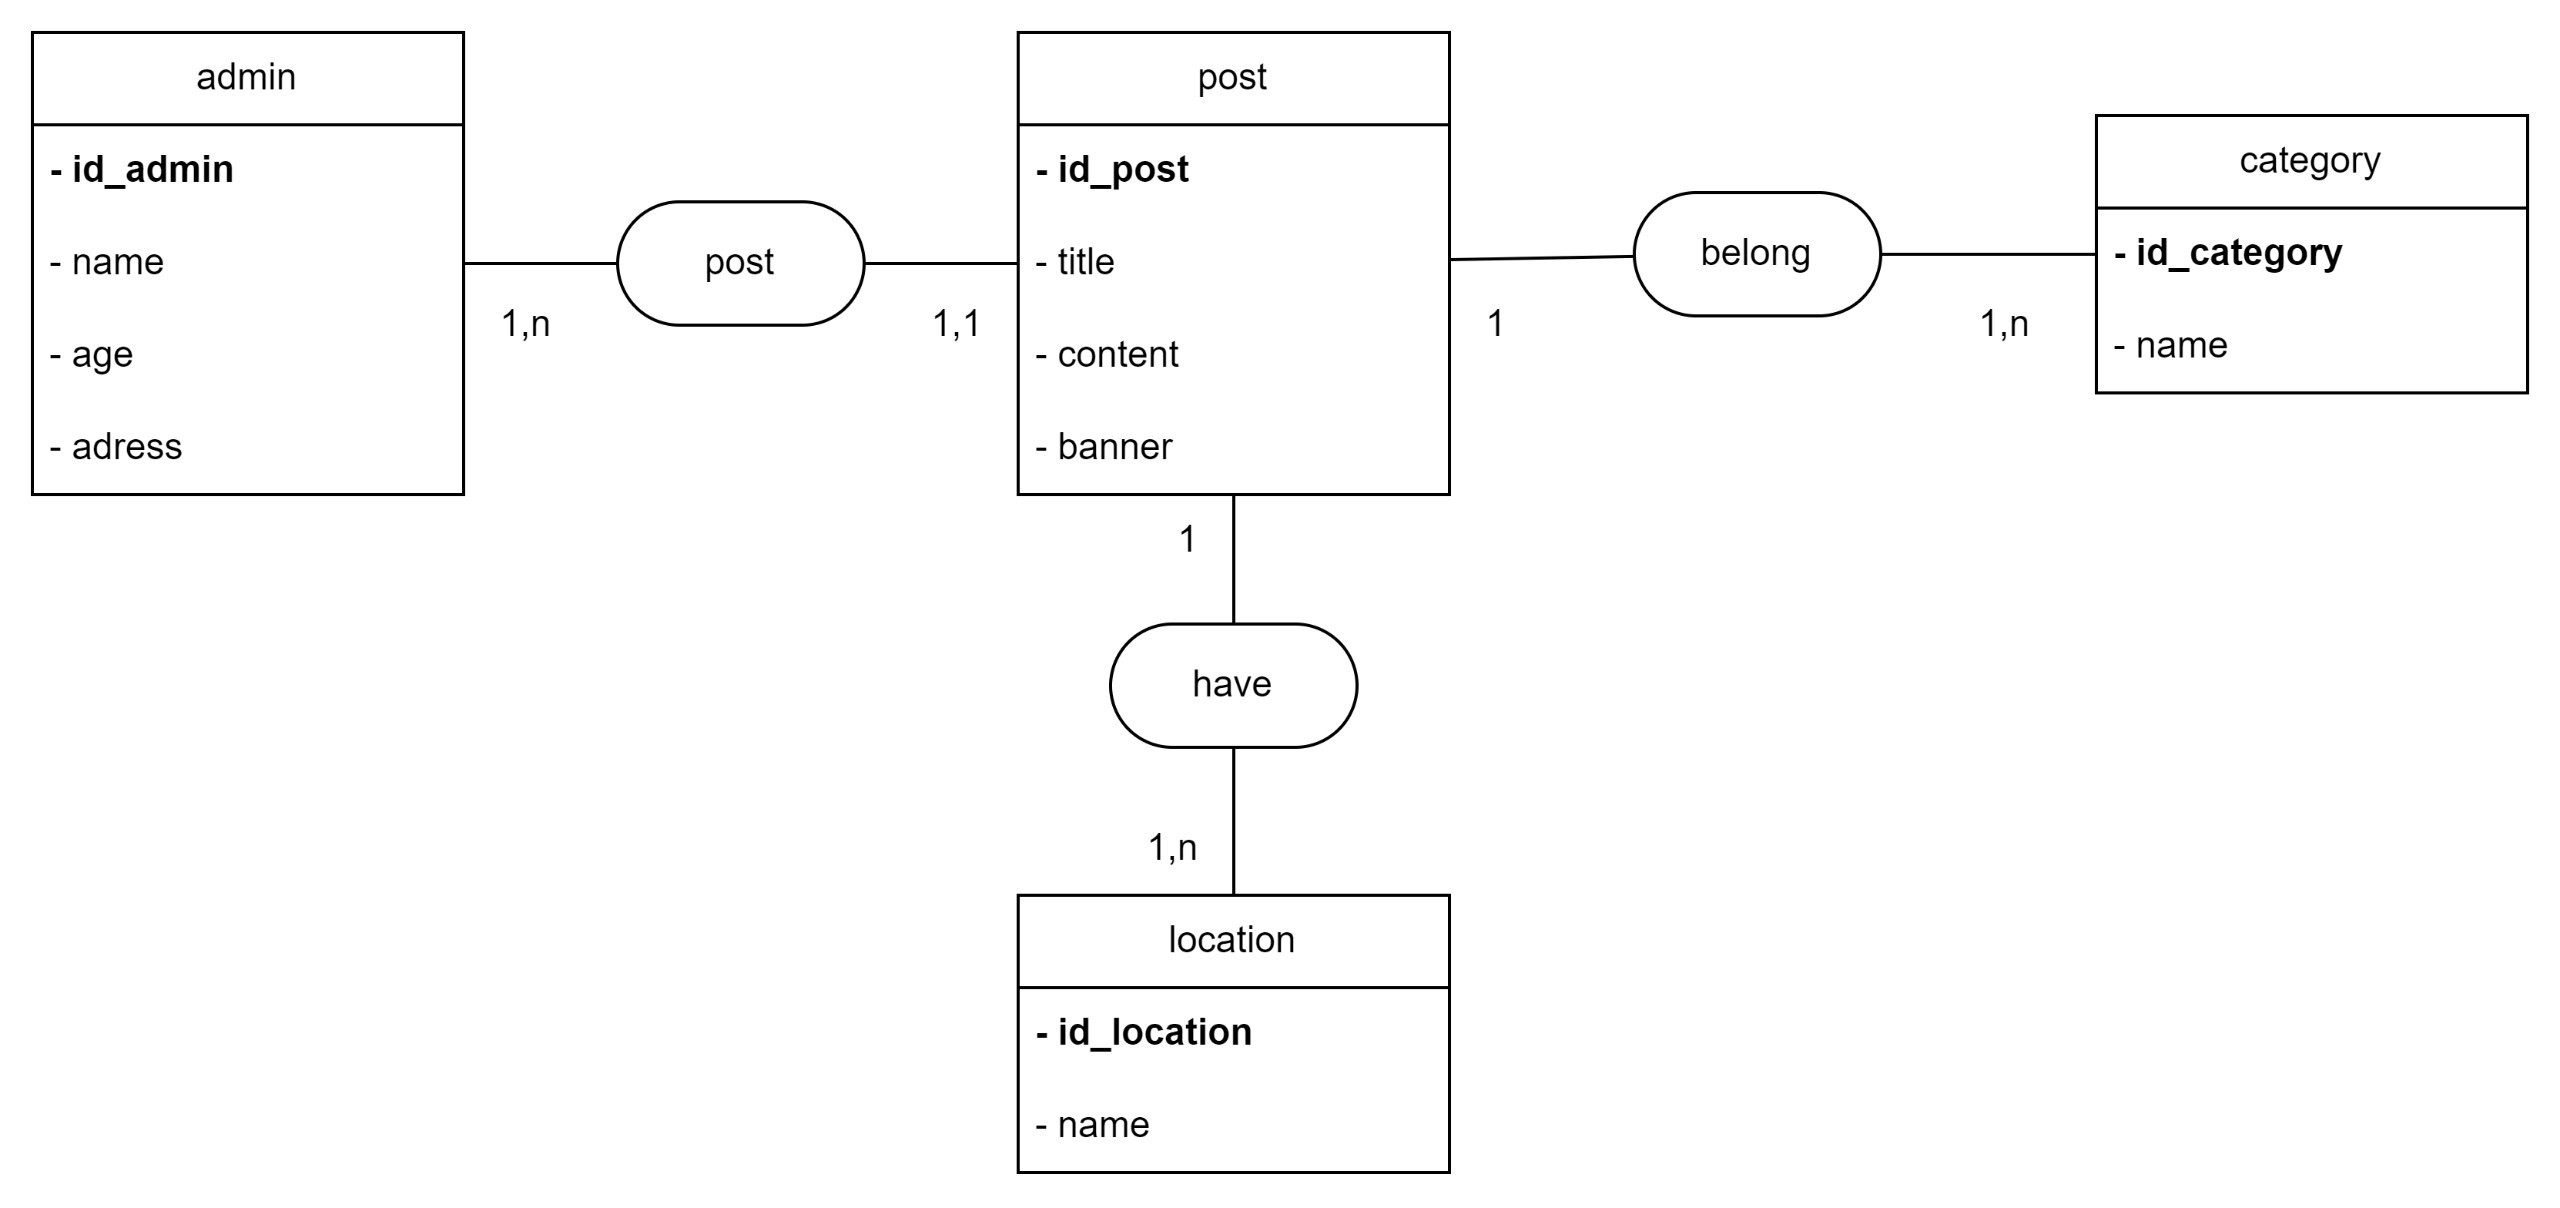 admin
- id_admin
- name
- age
- adress
1,n
post
1,1
post
- id_post
- title
- content
- banner
1
belong
1,n
category
- id_category
- name
1
have
1,n
location
- id_location
- name